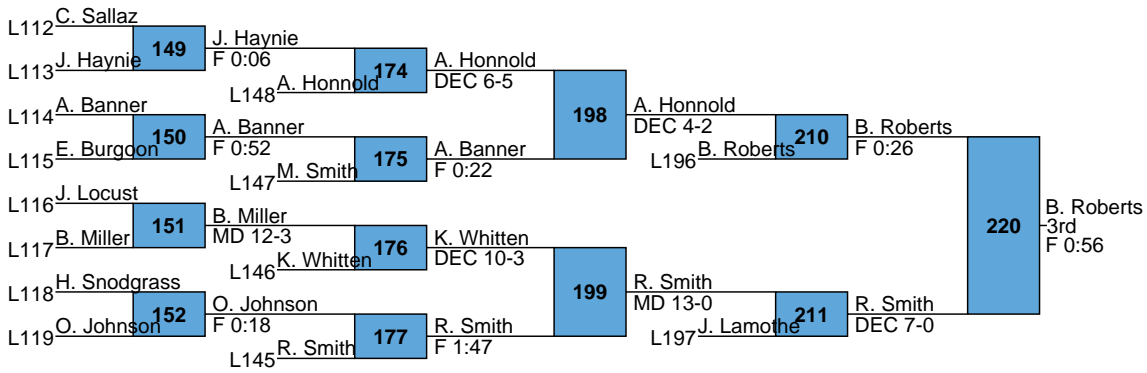 L112 C. Sallaz
149
J. Haynie
F 0:06
L113 J. Haynie
174
A. Honnold
DEC 6-5
L148 A. Honnold
198
A. Honnold
DEC 4-2
L114 A. Banner
150
A. Banner
F 0:52
L115 E. Burgoon
175
A. Banner
F 0:22
L147 M. Smith
210
B. Roberts
F 0:26
L196 B. Roberts
L116 J. Locust
151
B. Miller
MD 12-3
L117 B. Miller
176
K. Whitten
DEC 10-3
L146 K. Whitten
220
B. Roberts
3rd
F 0:56
199
R. Smith
MD 13-0
L118 H. Snodgrass
152
O. Johnson
F 0:18
L119 O. Johnson
177
R. Smith
F 1:47
L145 R. Smith
211
R. Smith
DEC 7-0
L197 J. Lamothe